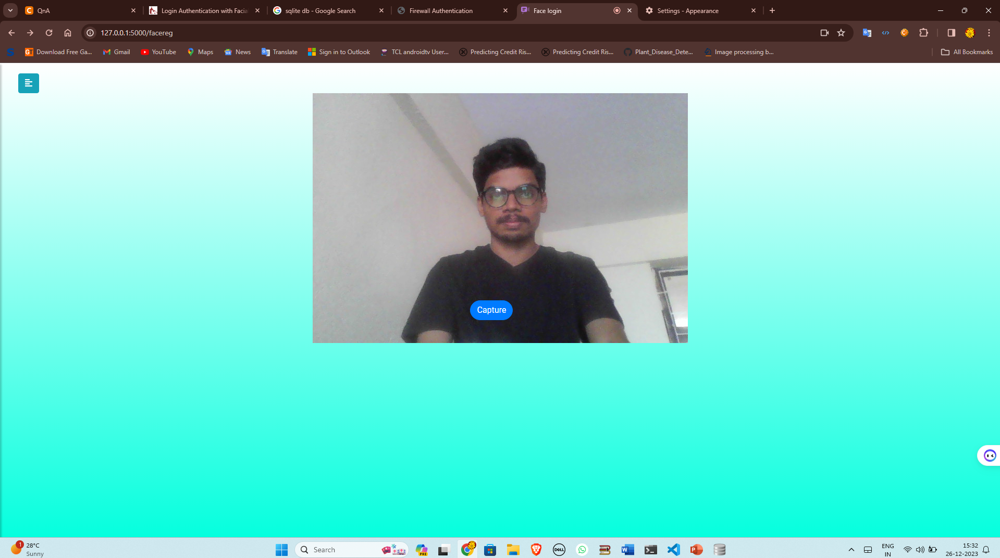 QnA
Login Authentication with Facia
sqlite db - Google Search
Firewall Authentication
Face login
Settings - Appearance
127.0.0.1:5000/facereg
Download Free Ga...
Gmail
YouTube
Maps
News
Translate
Sign in to Outlook
TCL androidtv User...
Predicting Credit Ris...
Predicting Credit Ris...
Plant_Disease_Dete...
Image processing b...
All Bookmarks
Capture
1
28°C
Sunny
Search
PRE
DELL
ENG
IN
15:32
26-12-2023